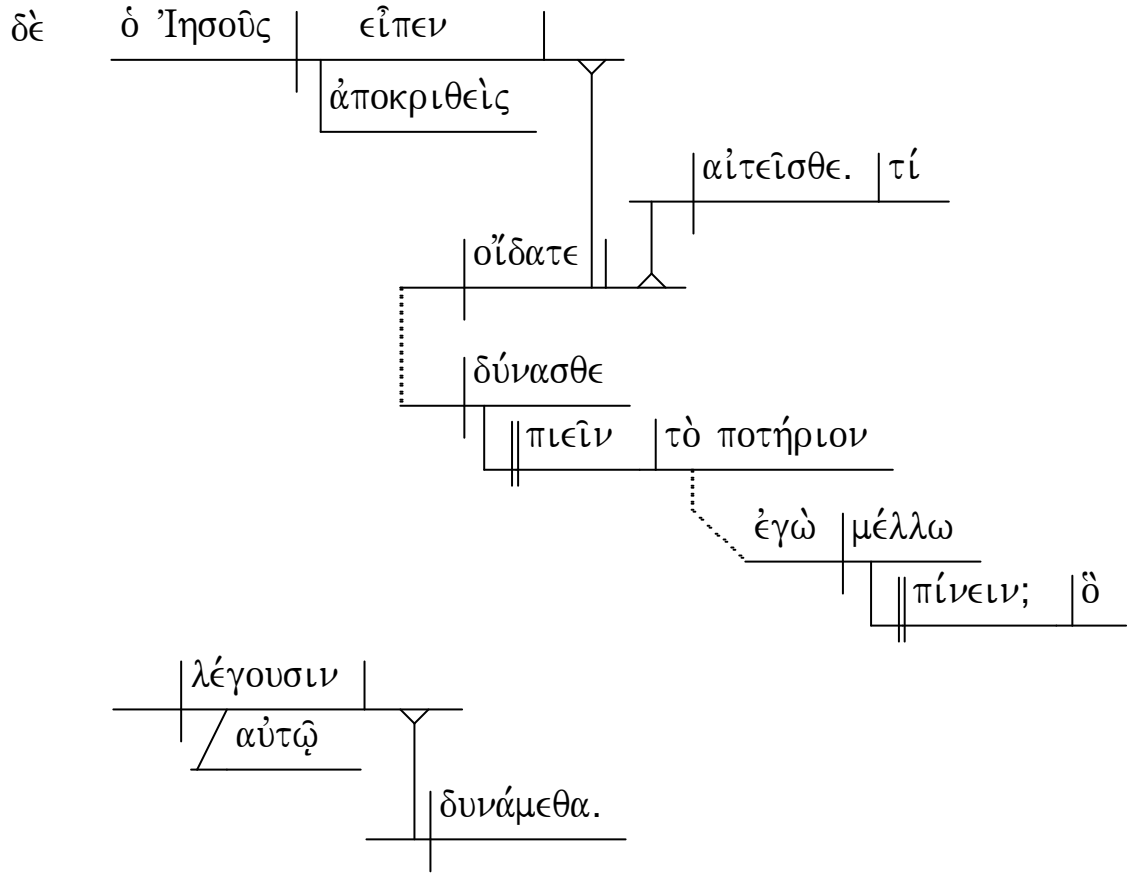 δὲ ὁ Ἰησοῦς εἶπεν
ἀποκριθεὶς
αἰτεῖσθε. τί
οἴδατε
δύνασθε
πιεῖν τὸ ποτήριον
ἐγὼ μέλλω
πίνειν; ὃ
λέγουσιν
αὐτῷ
δυνάμεθα.